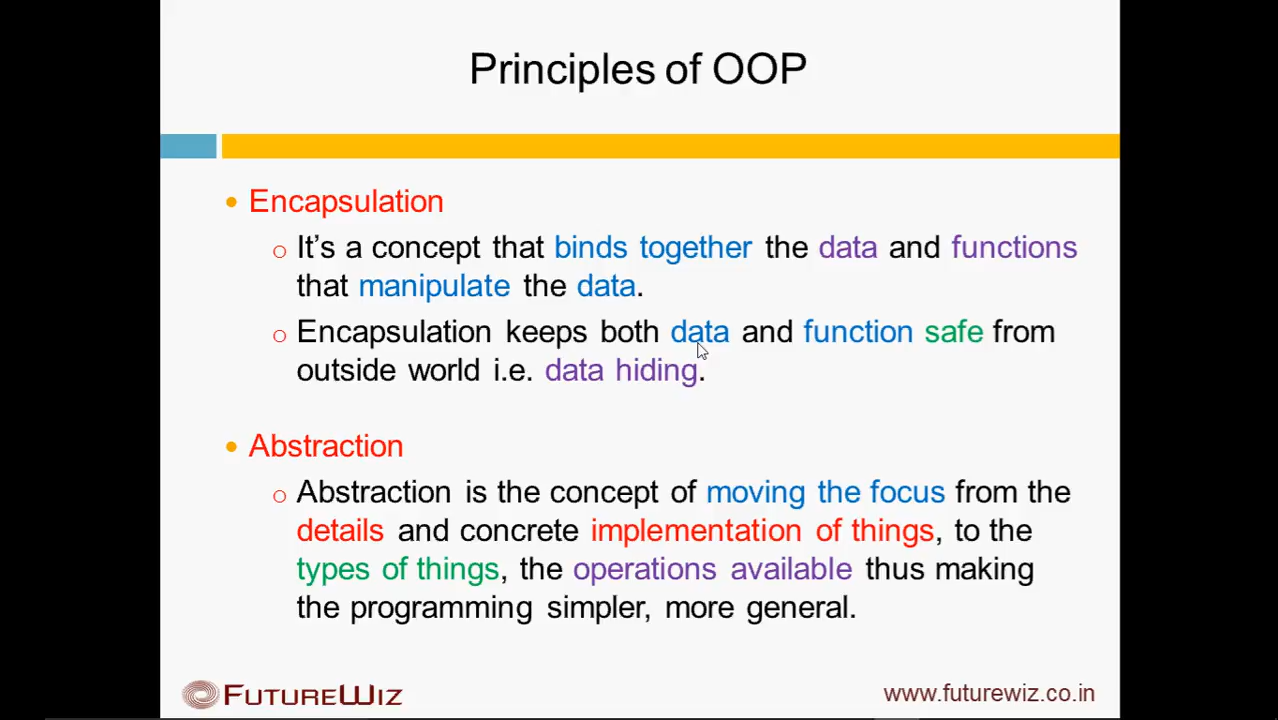 Principles of OOP
• Encapsulation
o It’s a concept that binds together the data and functions
that manipulate the data.
o Encapsulation keeps both data and function safe from
outside world i.e. data hiding.
• Abstraction
o Abstraction is the concept of moving the focus from the
details and concrete implementation of things, to the
types of things, the operations available thus making
the programming simpler, more general.
FUTUREWIZ
www.futurewiz.co.in